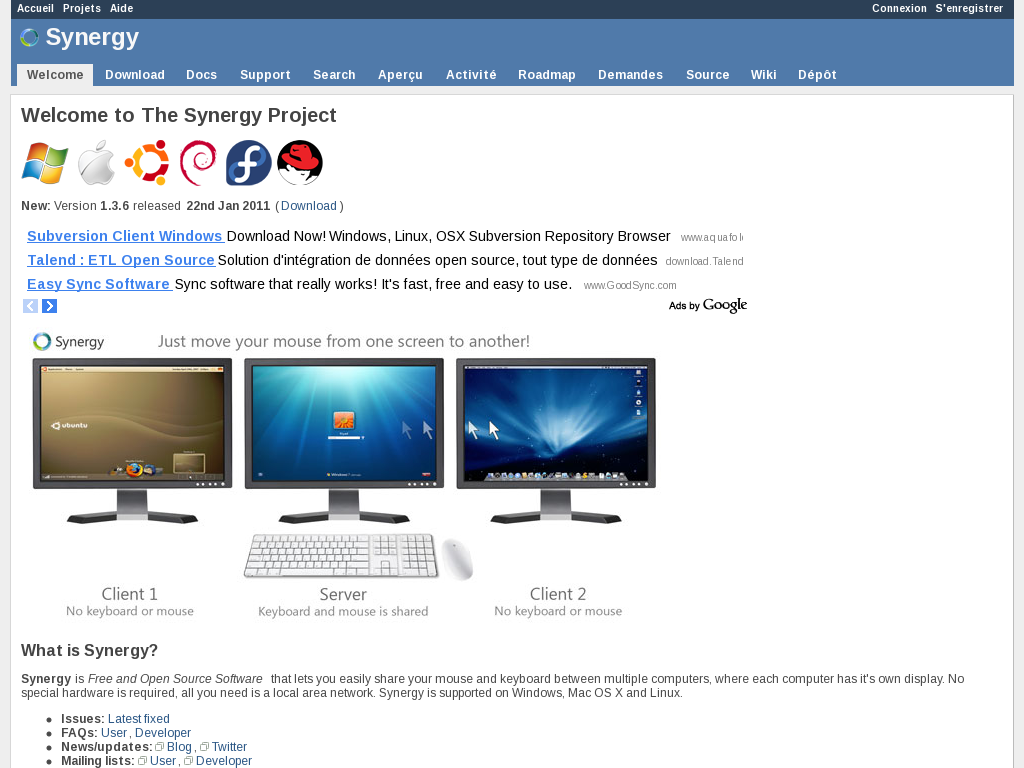 Accueil Projets Aide Connexion S'enregistrer
Synergy
Welcome Download Docs Support Search Aperçu Activité Roadmap Demandes Source Wiki Dépôt
Welcome to The Synergy Project
New: Version 1.3.6 released 22nd Jan 2011 (Download)
Subversion Client Windows Download Now! Windows, Linux, OSX Subversion Repository Browser www.aquafol
Talend : ETL Open Source Solution d'intégration de données open source, tout type de données download.Talend
Easy Sync Software Sync software that really works! It's fast, free and easy to use. www.GoodSync.com
Ads by Google
Synergy Just move your mouse from one screen to another!
ubuntu
Client 1 Server Client 2
No keyboard or mouse Keyboard and mouse is shared No keyboard or mouse
What is Synergy?
Synergy is Free and Open Source Software that lets you easily share your mouse and keyboard between multiple computers, where each computer has it's own display. No
special hardware is required, all you need is a local area network. Synergy is supported on Windows, Mac OS X and Linux.
Issues: Latest fixed
FAQs: User, Developer
News/updates: Blog, Twitter
Mailing lists: User, Developer